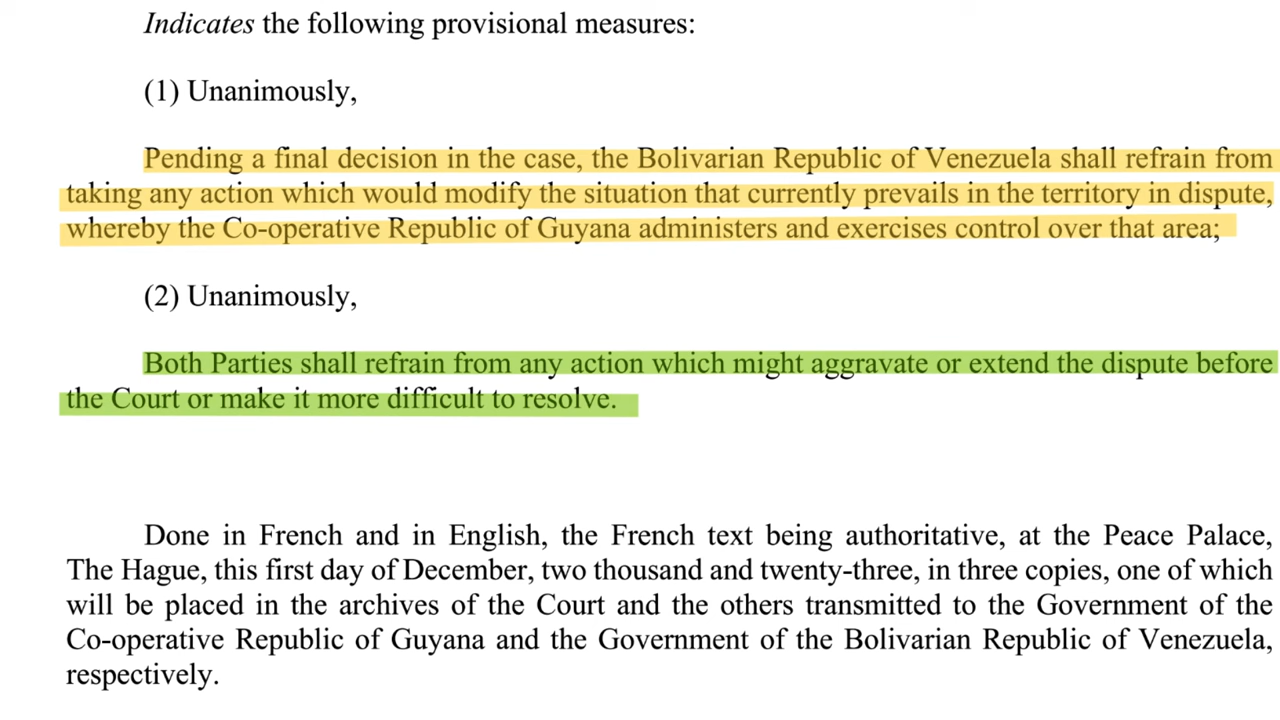 Indicates the following provisional measures:
(1) Unanimously,
Pending a final decision in the case, the Bolivarian Republic of Venezuela shall refrain from
taking any action which would modify the situation that currently prevails in the territory in dispute,
whereby the Co-operative Republic of Guyana administers and exercises control over that area;
(2) Unanimously,
Both Parties shall refrain from any action which might aggravate or extend the dispute before
the Court or make it more difficult to resolve.
Done in French and in English, the French text being authoritative, at the Peace Palace,
The Hague, this first day of December, two thousand and twenty-three, in three copies, one of which
will be placed in the archives of the Court and the others transmitted to the Government of the
Co-operative Republic of Guyana and the Government of the Bolivarian Republic of Venezuela,
respectively.